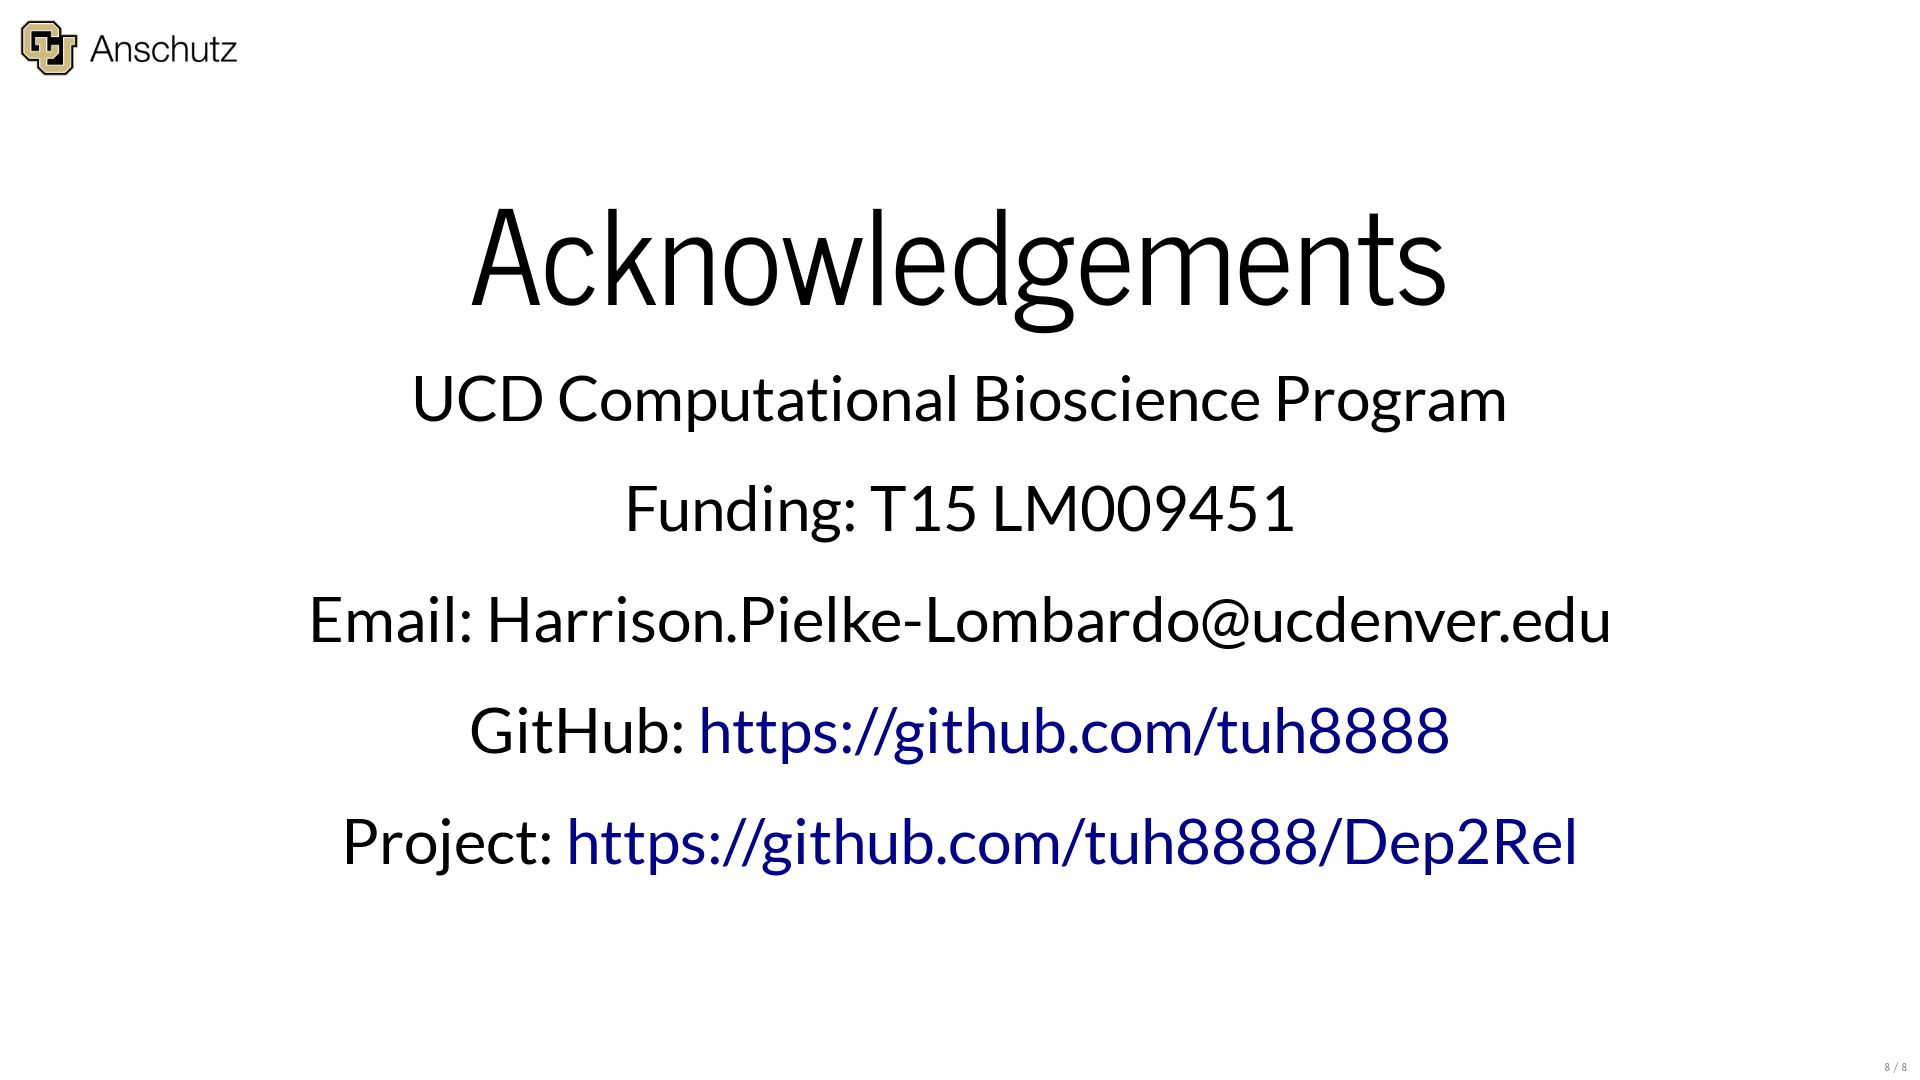 CU Anschutz
Acknowledgements
UCD Computational Bioscience Program
Funding: T15 LM009451
Email: Harrison.Pielke-Lombardo@ucdenver.edu
GitHub: https://github.com/tuh8888
Project: https://github.com/tuh8888/Dep2Rel
8 / 8